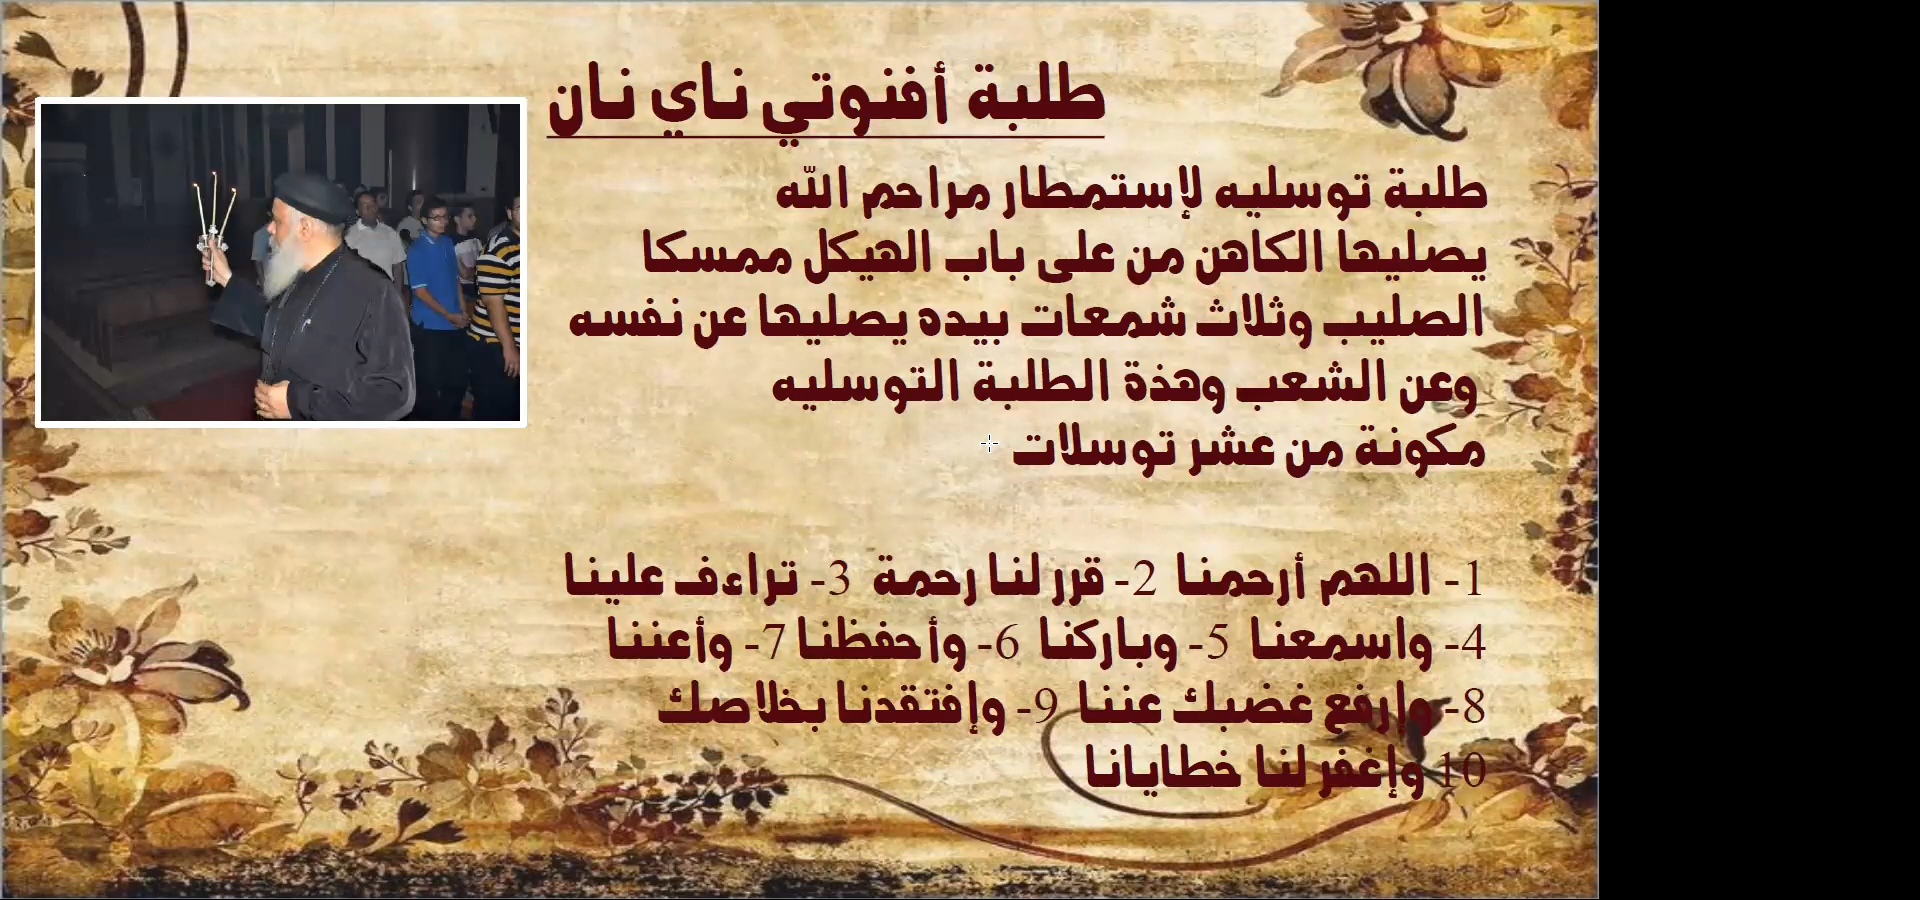 طلبة أفنوتي ناي نان
طلبة توسليه لإستمطار مراحم الله
يصليها الكاهن من على باب الهيكل ممسكا
الصليب وثلاث شمعات بيده يصليها عن نفسه
وعن الشعب وهذة الطلبة التوسليه
مكونة من عشر توسلات
1- اللهم أرحمنا 2- قرر لنا رحمة 3- تراءف علينا
4- واسمعنا 5- وباركنا 6- وأحفظنا 7- وأعننا
8- وإرفع غضبك عننا 9- وإفتقدنا بخلاصك
10 وإغفر لنا خطايانا